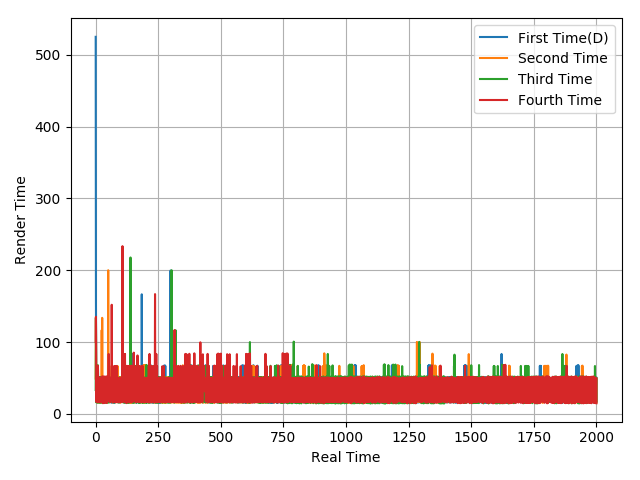 First Time(D)
Second Time
Third Time
Fourth Time
Render Time
500
400
300
200
100
0
0 250 500 750 1000 1250 1500 1750 2000
Real Time